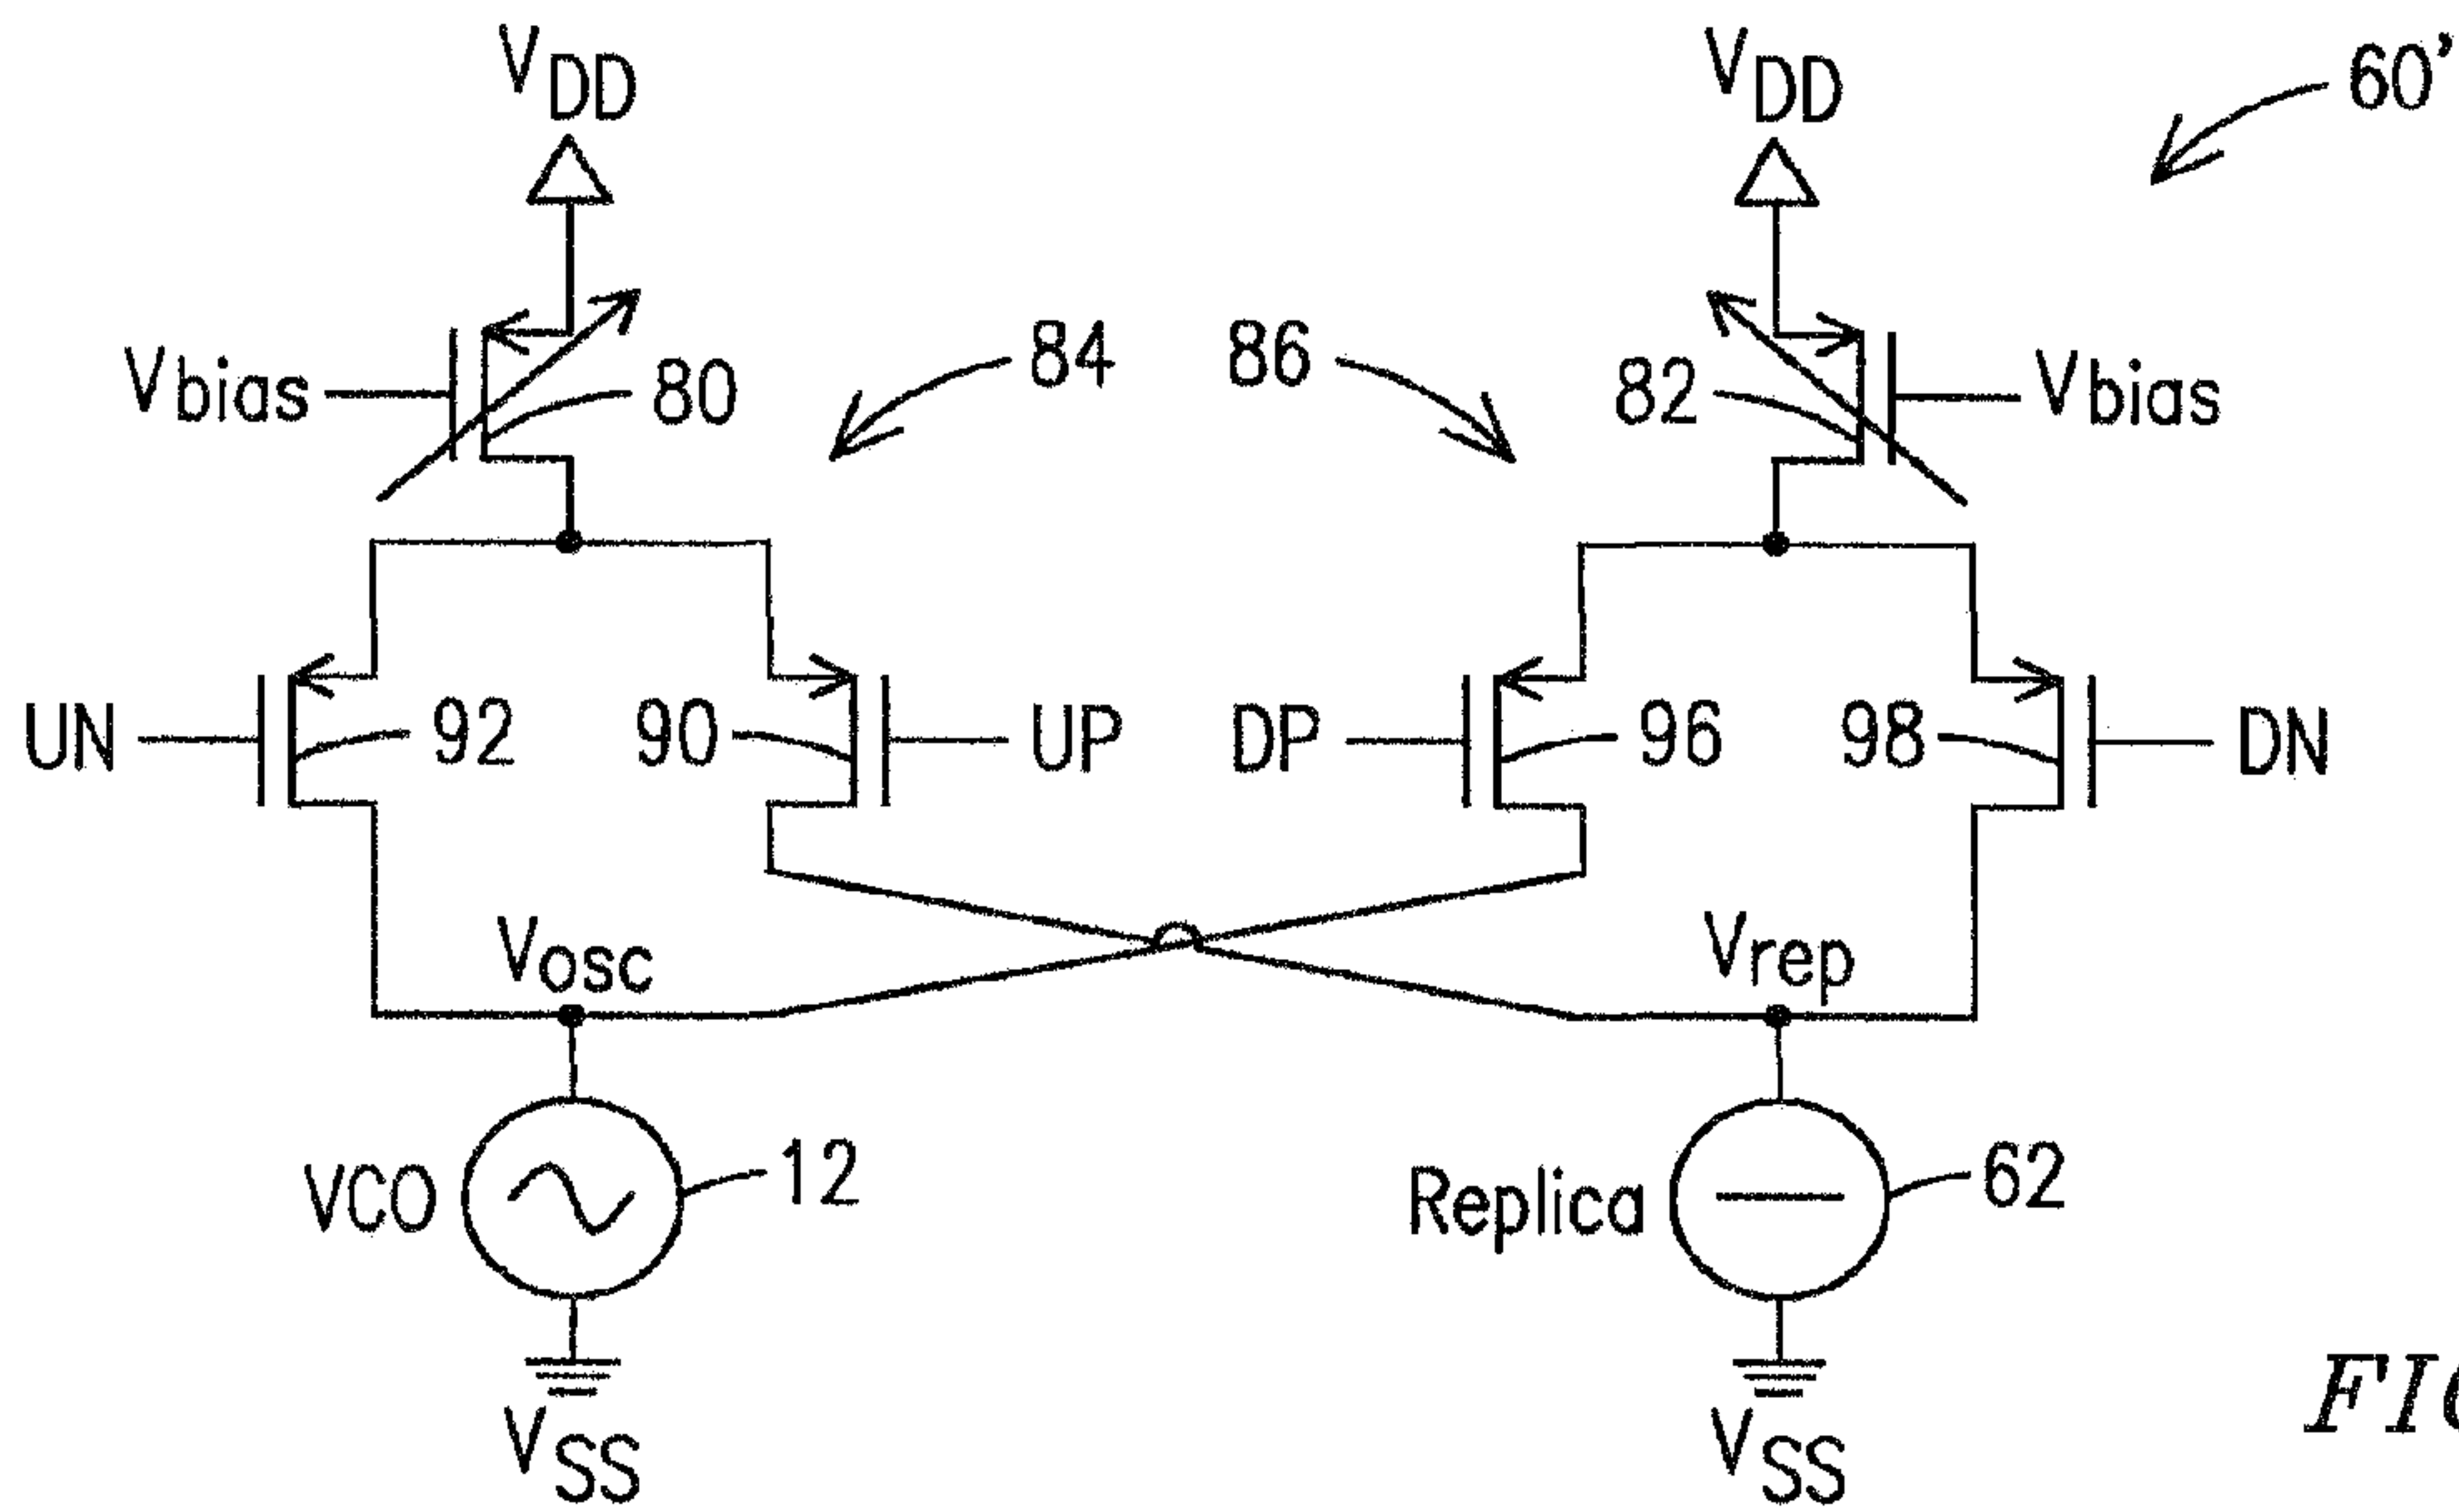 VDD VDD 60'
84 86
Vbias 80 82 Vbias
UN 92 90 UP DP 96 98 DN
Vosc Vrep
VCO 12 Replica 62
VSS VSS